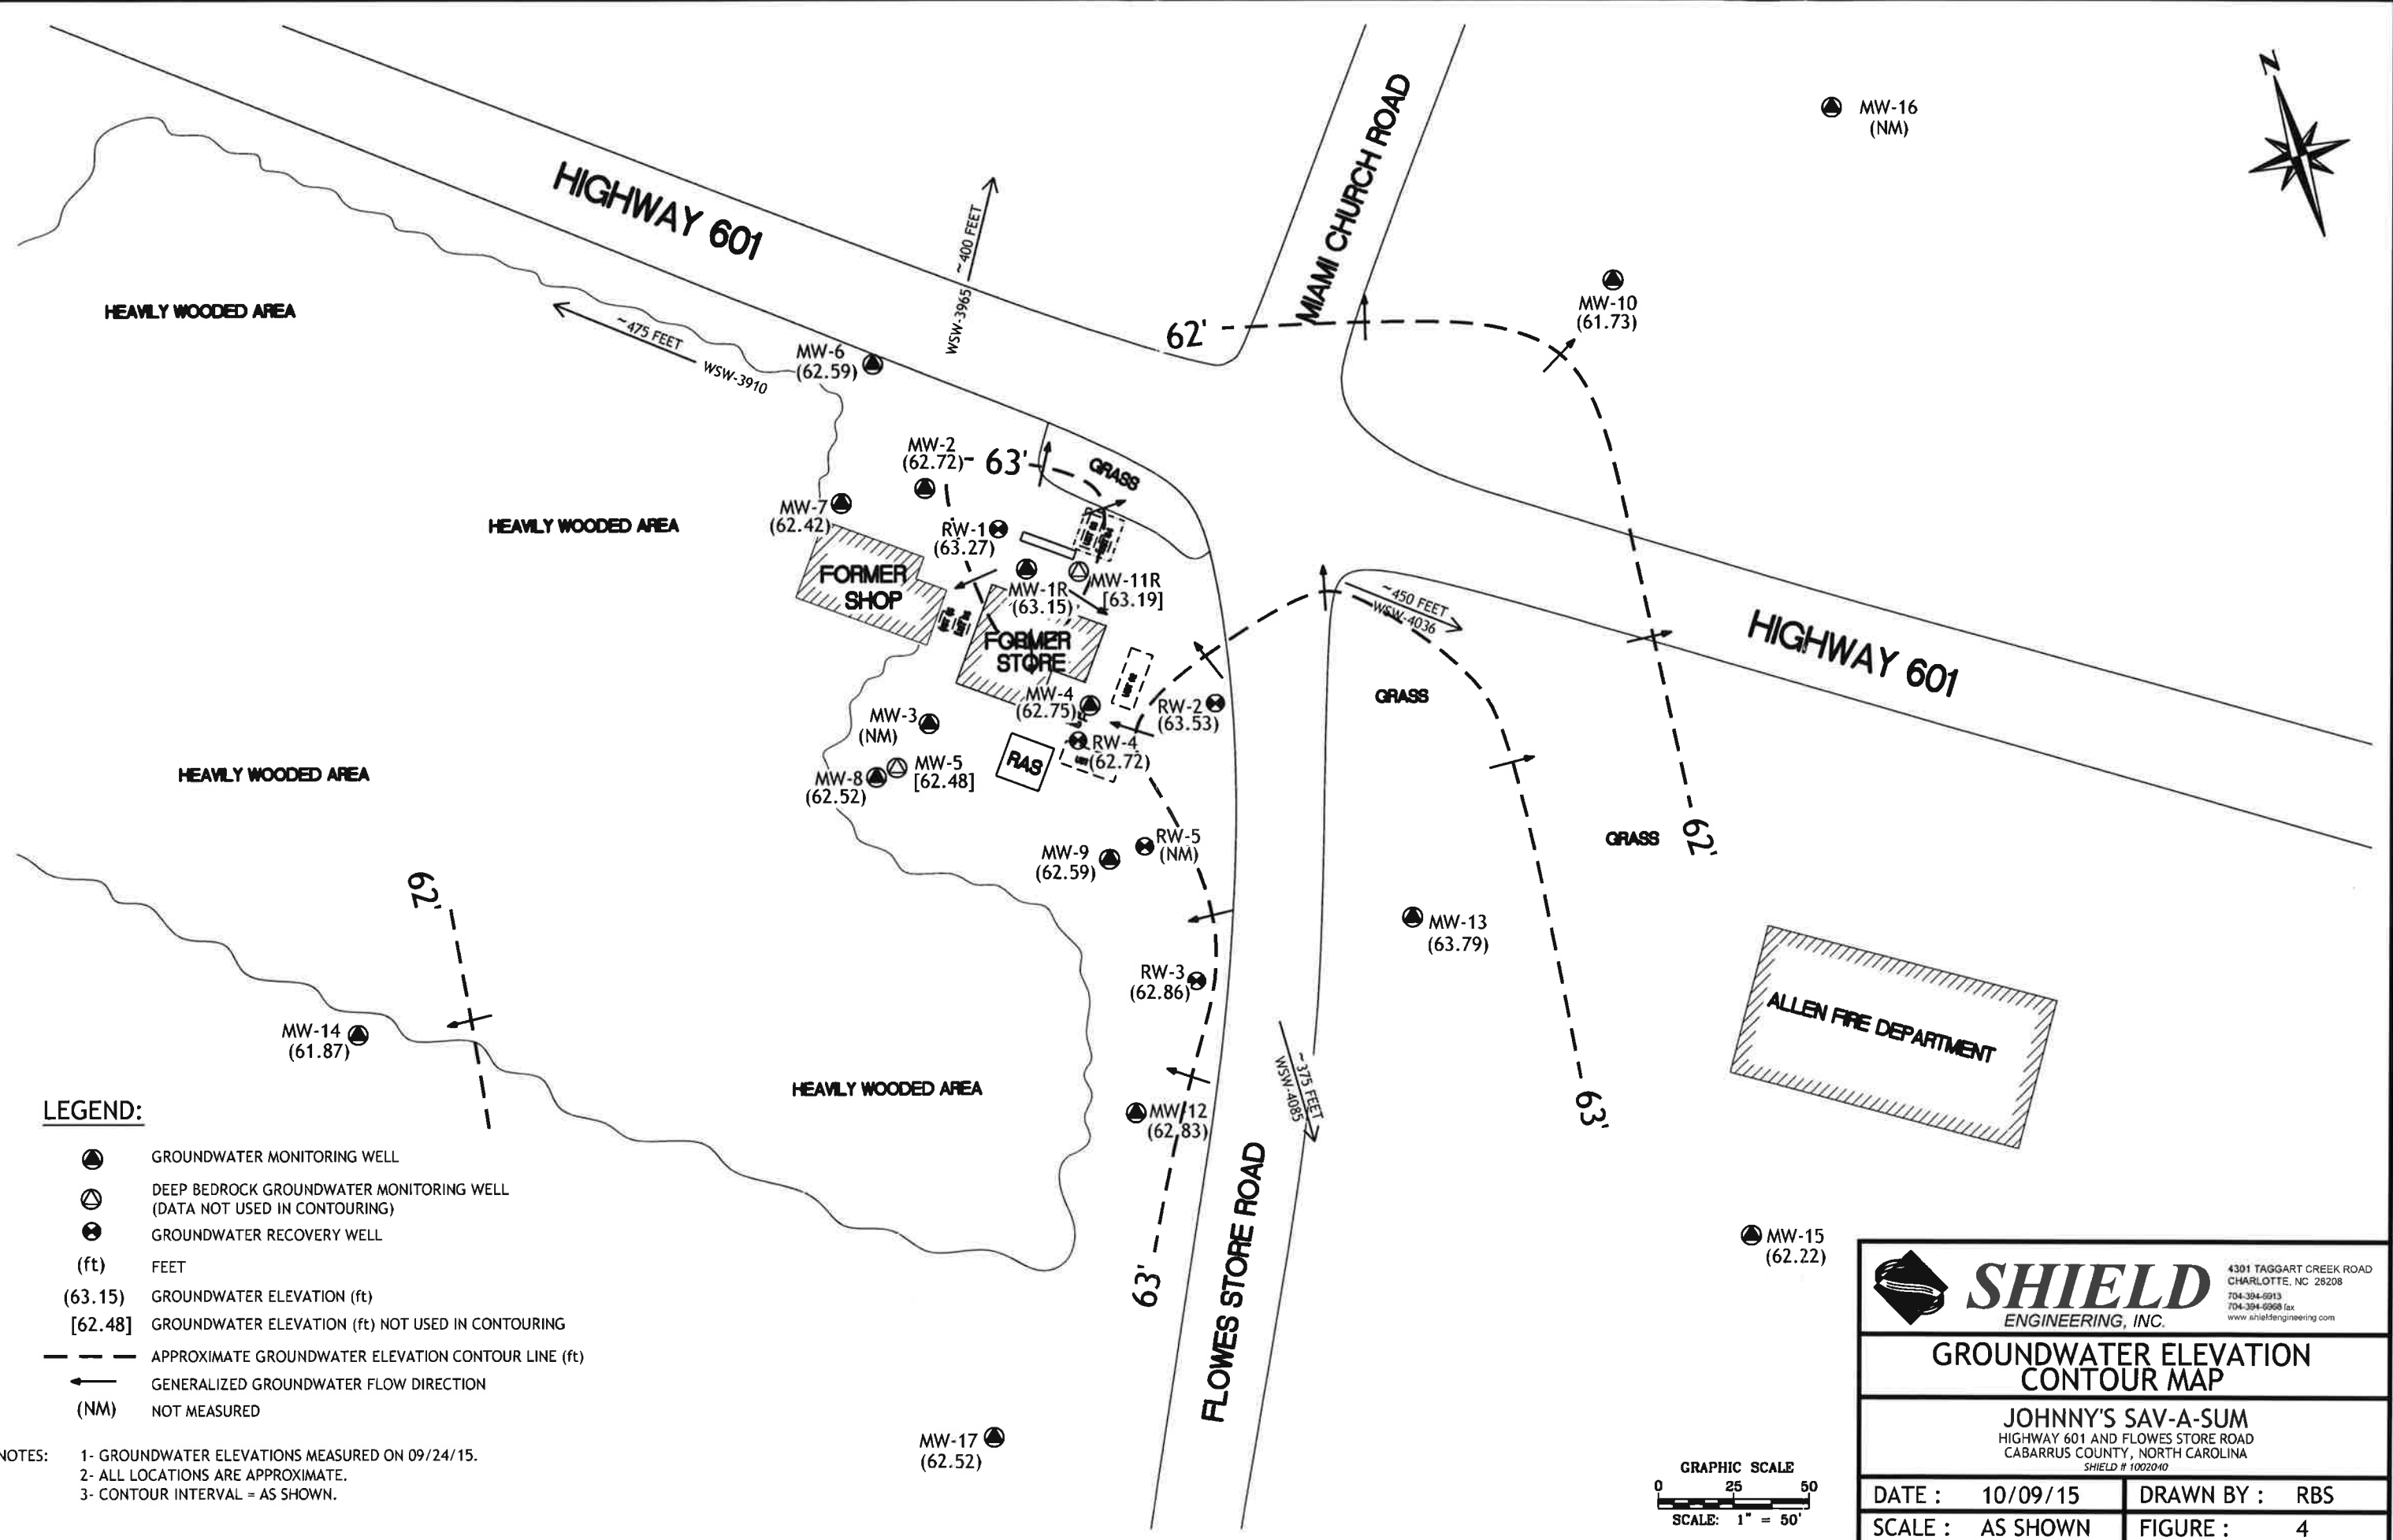 N
MW-16
(NM)
HIGHWAY 601
MIAMI CHURCH ROAD
WSW-3965
~400 FEET
HEAVILY WOODED AREA
~475 FEET
WSW-3910
MW-6
(62.59)
62'
MW-10
(61.73)
MW-2
(62.72)
63'
GRASS
MW-7
(62.42)
HEAVILY WOODED AREA
RW-1
(63.27)
MW-1R
(63.15)
MW-11R
[63.19]
FORMER
SHOP
FORMER
STORE
~450 FEET
WSW-4036
HIGHWAY 601
GRASS
MW-4
(62.75)
RW-2
(63.53)
MW-3
(NM)
RW-4
(62.72)
RAS
HEAVILY WOODED AREA
MW-8
(62.52)
MW-5
[62.48]
MW-9
(62.59)
RW-5
(NM)
GRASS
62'
62'
MW-13
(63.79)
RW-3
(62.86)
ALLEN FIRE DEPARTMENT
MW-14
(61.87)
HEAVILY WOODED AREA
~375 FEET
WSW-4085
MW-12
(62.83)
63'
63'
FLOWES STORE ROAD
MW-15
(62.22)
MW-17
(62.52)
LEGEND:
GROUNDWATER MONITORING WELL
DEEP BEDROCK GROUNDWATER MONITORING WELL
(DATA NOT USED IN CONTOURING)
GROUNDWATER RECOVERY WELL
(ft) FEET
(63.15) GROUNDWATER ELEVATION (ft)
[62.48] GROUNDWATER ELEVATION (ft) NOT USED IN CONTOURING
APPROXIMATE GROUNDWATER ELEVATION CONTOUR LINE (ft)
GENERALIZED GROUNDWATER FLOW DIRECTION
(NM) NOT MEASURED
NOTES: 1- GROUNDWATER ELEVATIONS MEASURED ON 09/24/15.
2- ALL LOCATIONS ARE APPROXIMATE.
3- CONTOUR INTERVAL = AS SHOWN.
GRAPHIC SCALE
0 25 50
SCALE: 1" = 50'
SHIELD
ENGINEERING, INC.
4301 TAGGART CREEK ROAD
CHARLOTTE, NC 28208
704-394-6913
704-394-6968 fax
www.shieldengineering.com
GROUNDWATER ELEVATION
CONTOUR MAP
JOHNNY'S SAV-A-SUM
HIGHWAY 601 AND FLOWES STORE ROAD
CABARRUS COUNTY, NORTH CAROLINA
SHIELD # 1002040
DATE : 10/09/15
DRAWN BY : RBS
SCALE : AS SHOWN
FIGURE : 4